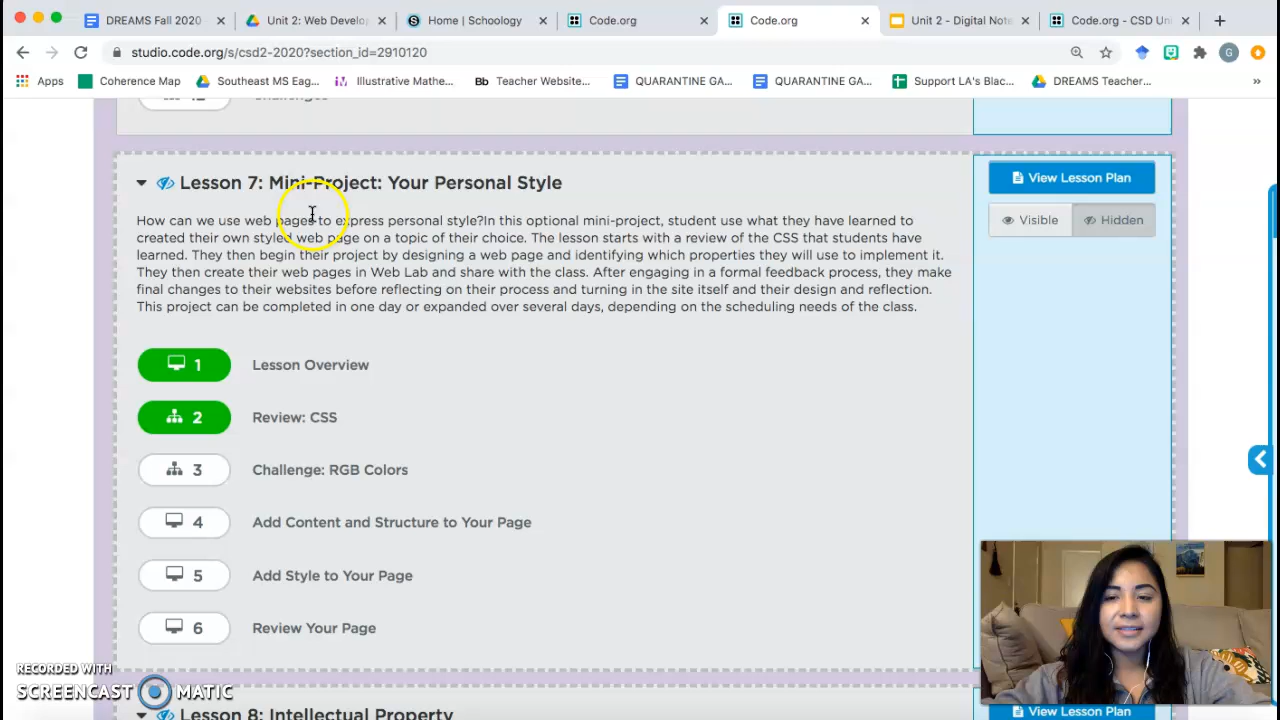 DREAMS Fall 2020
Unit 2: Web Develo
Home | Schoology
Code.org
Code.org
Unit 2 - Digital Not
Code.org - CSD Un
studio.code.org/s/csd2-2020?section_id=2910120
G
Apps
Coherence Map
Southeast MS Eag...
Illustrative Mathe...
Bb Teacher Website...
QUARANTINE GA...
QUARANTINE GA...
Support LA's Blac...
DREAMS Teacher...
»
Challenges
Lesson 7: Mini-Project: Your Personal Style
View Lesson Plan
Visible
Hidden
How can we use web pages to express personal style?In this optional mini-project, student use what they have learned to
created their own styled web page on a topic of their choice. The lesson starts with a review of the CSS that students have
learned. They then begin their project by designing a web page and identifying which properties they will use to implement it.
They then create their web pages in Web Lab and share with the class. After engaging in a formal feedback process, they make
final changes to their websites before reflecting on their process and turning in the site itself and their design and reflection.
This project can be completed in one day or expanded over several days, depending on the scheduling needs of the class.
1 Lesson Overview
2 Review: CSS
3 Challenge: RGB Colors
4 Add Content and Structure to Your Page
5 Add Style to Your Page
6 Review Your Page
RECORDED WITH
SCREENCAST MATIC
Lesson 8: Intellectual Property
View Lesson Plan